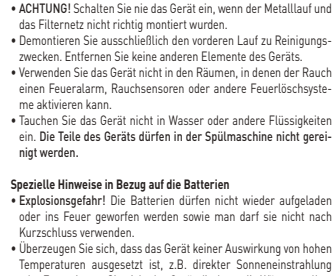 • ACHTUNG! Schalten Sie nie das Gerät ein, wenn der Metalllauf und
das Filternetz nicht richtig montiert wurden.
• Demontieren Sie ausschließlich den vorderen Lauf zu Reinigungs-
zwecken. Entfernen Sie keine anderen Elemente des Geräts.
• Verwenden Sie das Gerät nicht in den Räumen, in denen der Rauch
einen Feueralarm, Rauchsensoren oder andere Feuerlöschsyste-
me aktivieren kann.
• Tauchen Sie das Gerät nicht in Wasser oder andere Flüssigkeiten
ein. Die Teile des Geräts dürfen in der Spülmaschine nicht gerei-
nigt werden.
Spezielle Hinweise in Bezug auf die Batterien
• Explosionsgefahr! Die Batterien dürfen nicht wieder aufgeladen
oder ins Feuer geworfen werden sowie man darf sie nicht nach
Kurzschluss verwenden.
• Überzeugen Sie sich, dass das Gerät keiner Auswirkung von hohen
Temperaturen ausgesetzt ist, z.B. direkter Sonneneinstrahlung